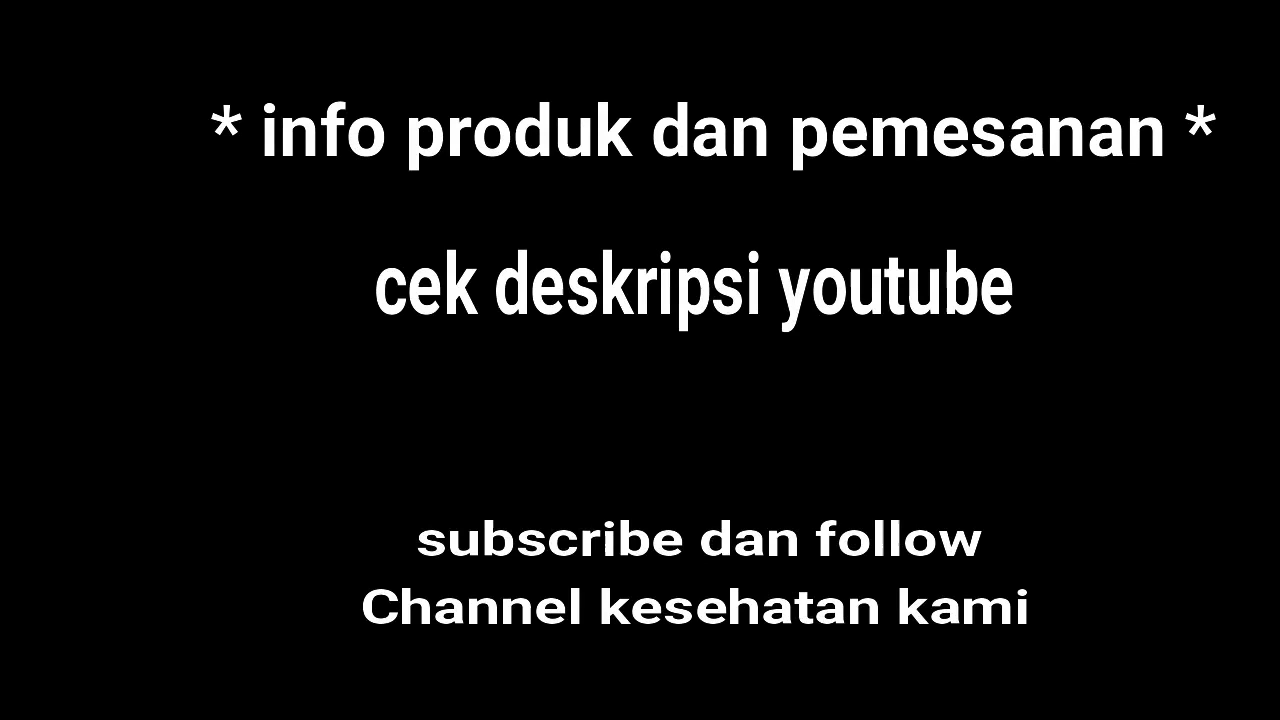 * info produk dan pemesanan *
cek deskripsi youtube
subscribe dan follow
Channel kesehatan kami